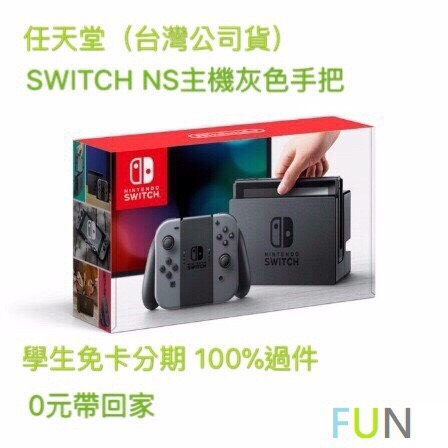 任天堂（台灣公司貨）
SWITCH NS主機灰色手把
NINTENDO
SWITCH
SWITCH
學生免卡分期 100%過件
0元帶回家
FUN